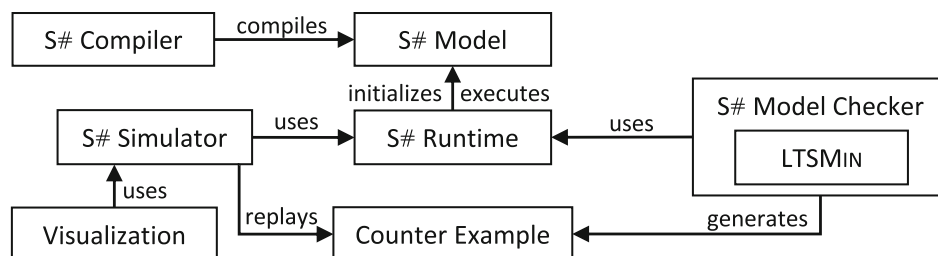 S# Compiler
compiles
S# Model
initializes
executes
S# Simulator
uses
S# Runtime
uses
S# Model Checker
LTSMIN
uses
Visualization
replays
Counter Example
generates